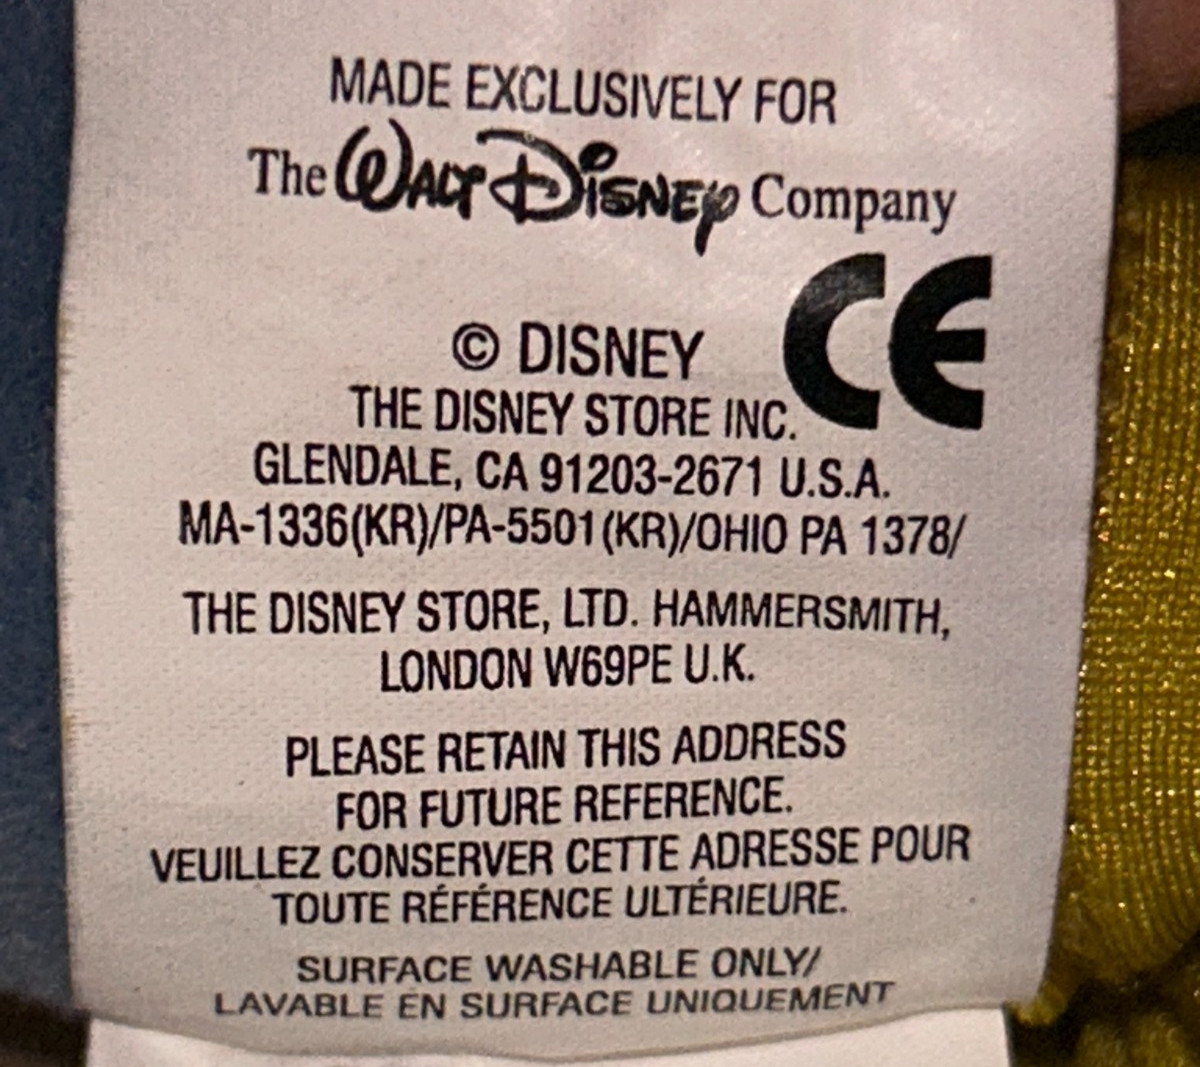 MADE EXCLUSIVELY FOR
The WALT DISNEY Company
CE
© DISNEY
THE DISNEY STORE INC.
GLENDALE, CA 91203-2671 U.S.A.
MA-1336(KR)/PA-5501(KR)/OHIO PA 1378/
THE DISNEY STORE, LTD. HAMMERSMITH,
LONDON W69PE U.K.
PLEASE RETAIN THIS ADDRESS
FOR FUTURE REFERENCE.
VEUILLEZ CONSERVER CETTE ADRESSE POUR
TOUTE RÉFÉRENCE ULTÉRIEURE.
SURFACE WASHABLE ONLY/
LAVABLE EN SURFACE UNIQUEMENT